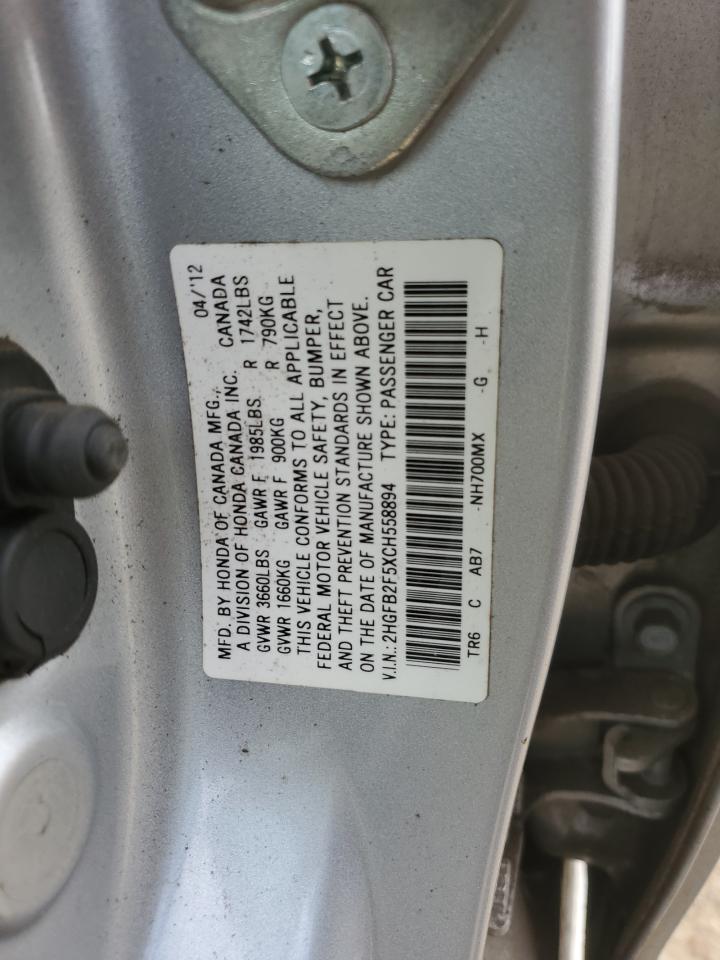 MFD. BY HONDA OF CANADA MFG., 04/'12
A DIVISION OF HONDA CANADA INC. CANADA
GVWR 3660LBS GAWR F 1985LBS R 1742LBS
GVWR 1660KG GAWR F 900KG R 790KG
THIS VEHICLE CONFORMS TO ALL APPLICABLE
FEDERAL MOTOR VEHICLE SAFETY, BUMPER,
AND THEFT PREVENTION STANDARDS IN EFFECT
ON THE DATE OF MANUFACTURE SHOWN ABOVE.
V.I.N.:2HGFB2F5XCH558894 TYPE: PASSENGER CAR
TR6 C AB7 -NH700MX -G -H